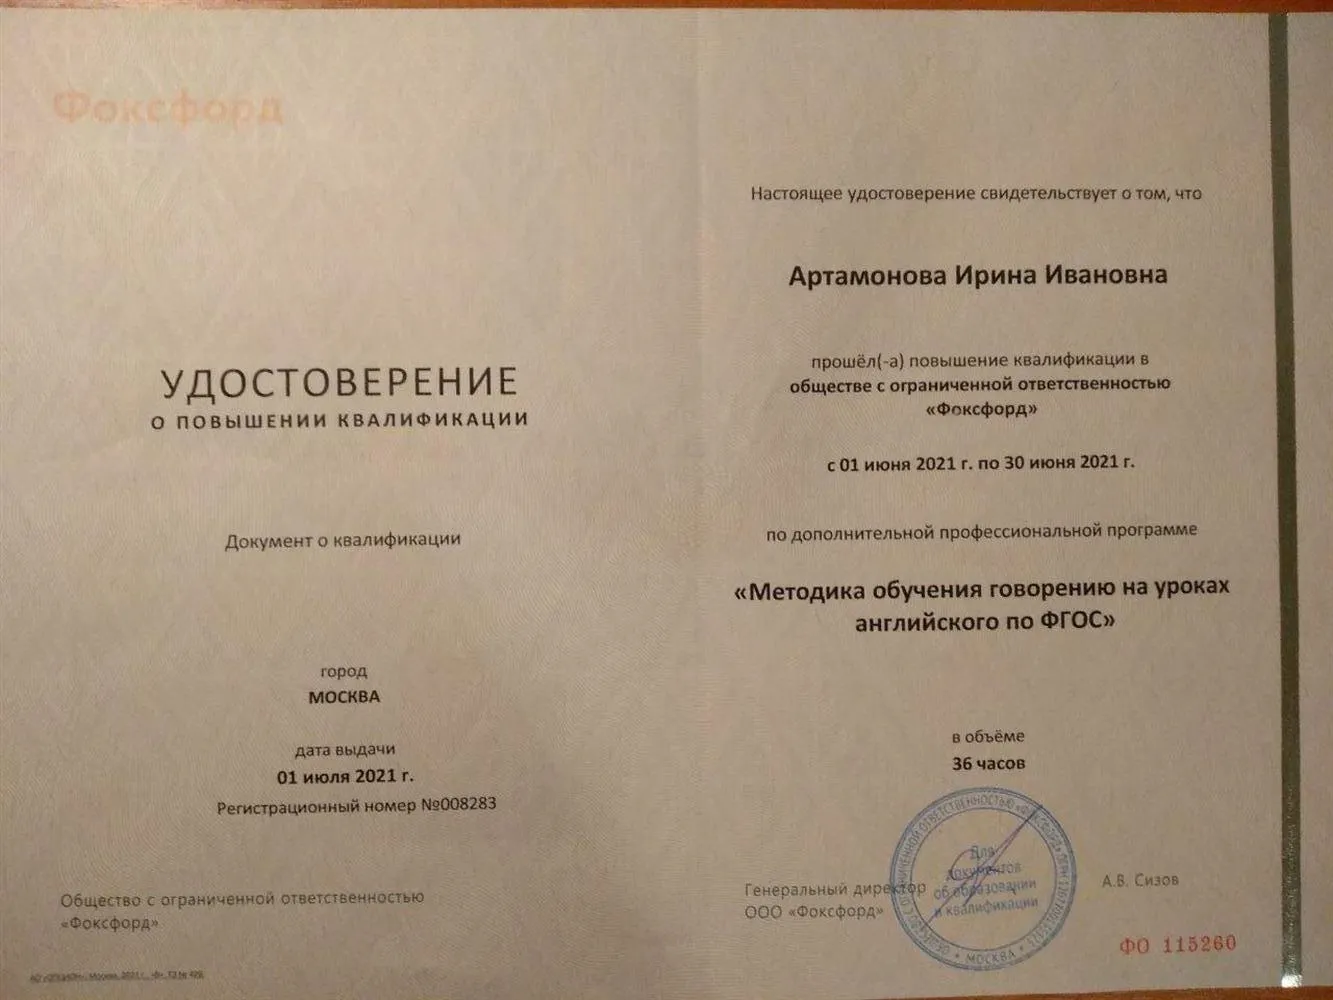 Фоксфорд
УДОСТОВЕРЕНИЕ
О ПОВЫШЕНИИ КВАЛИФИКАЦИИ
Документ о квалификации
город
МОСКВА
дата выдачи
01 июля 2021 г.
Регистрационный номер №008283
Общество с ограниченной ответственностью
«Фоксфорд»
Настоящее удостоверение свидетельствует о том, что
Артамонова Ирина Ивановна
прошёл(-а) повышение квалификации в
обществе с ограниченной ответственностью
«Фоксфорд»
с 01 июня 2021 г. по 30 июня 2021 г.
по дополнительной профессиональной программе
«Методика обучения говорению на уроках
английского по ФГОС»
в объёме
36 часов
Генеральный директор
ООО «Фоксфорд»
А.В. Сизов
Для
документов
об образовании
и квалификации
МОСКВА
ФО 115260